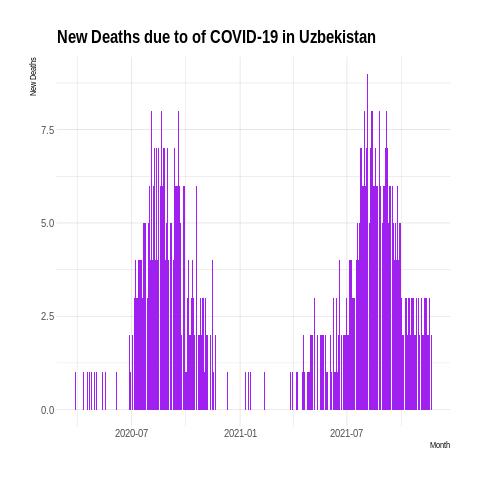 New Deaths due to of COVID-19 in Uzbekistan
New Deaths
7.5
5.0
2.5
0.0
2020-07 2021-01 2021-07
Month